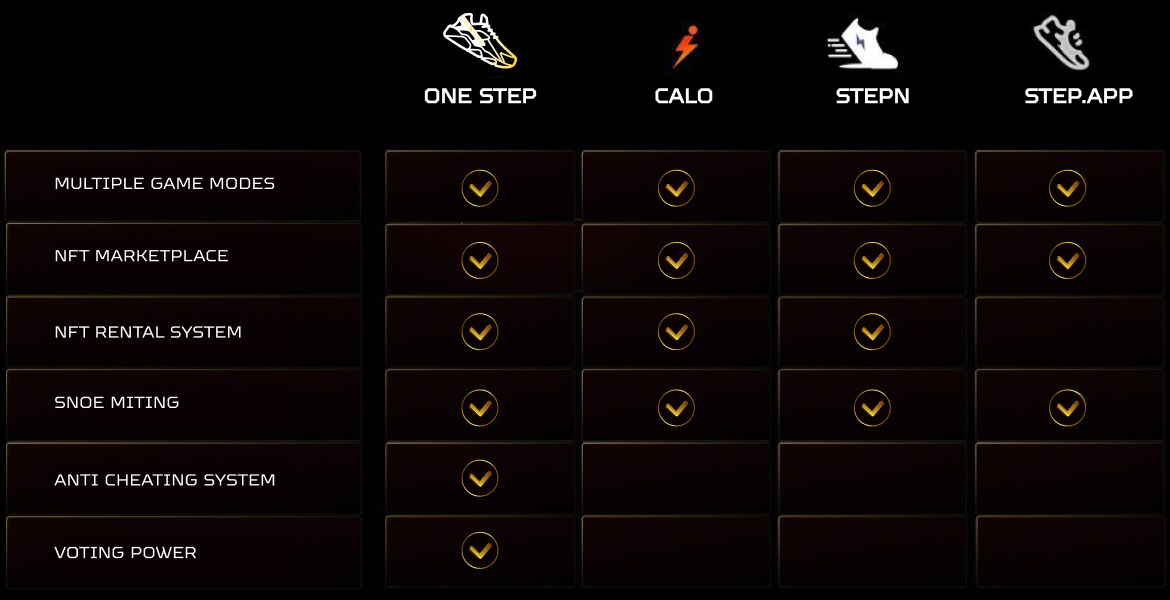 ONE STEP CALO STEPN STEP.APP
MULTIPLE GAME MODES
NFT MARKETPLACE
NFT RENTAL SYSTEM
SNOE MITING
ANTI CHEATING SYSTEM
VOTING POWER